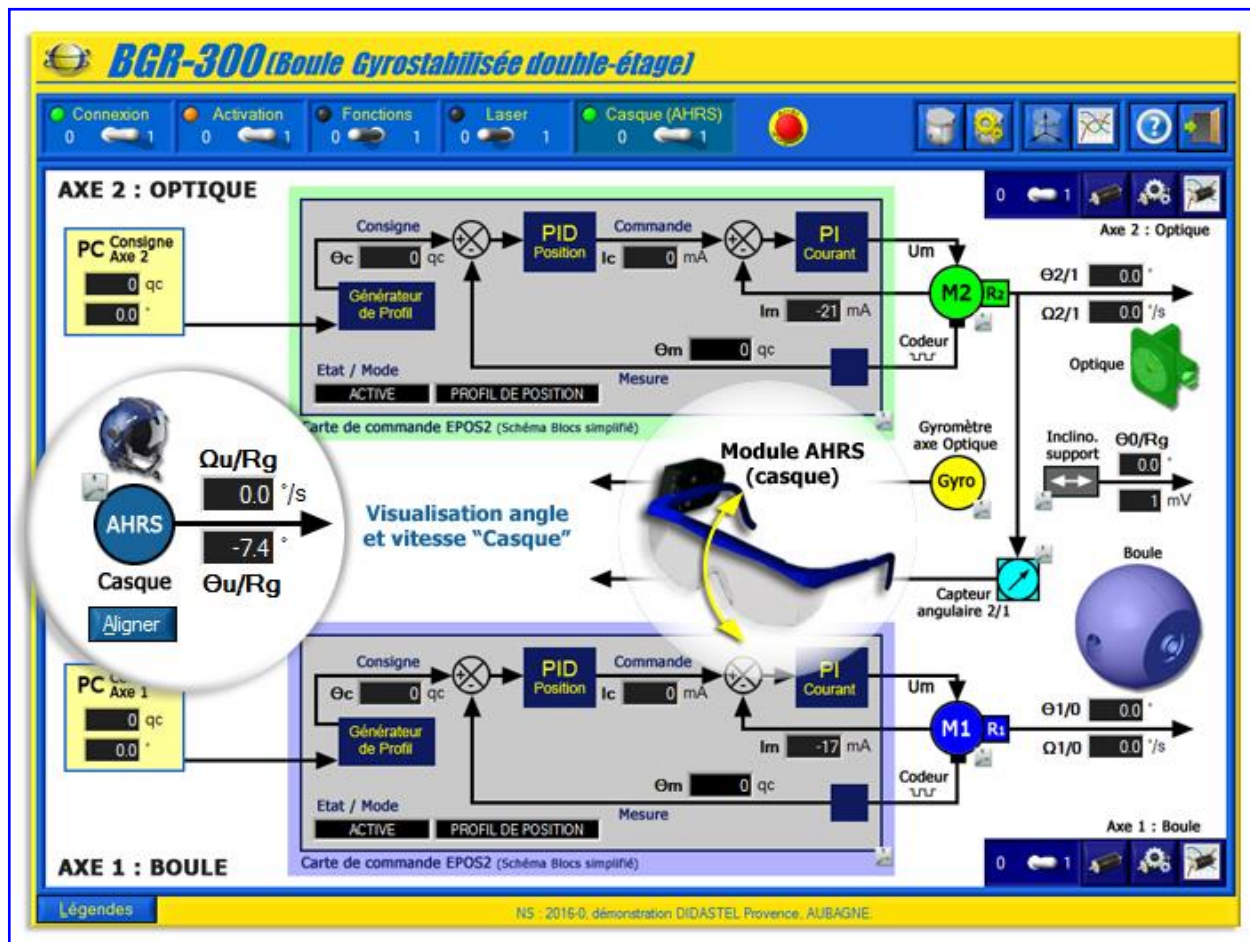 BGR-300 (Boule Gyrostabilisée double-étage)
Connexion
0 1
Activation
0 1
Fonctions
0 1
Laser
0 1
Casque (AHRS)
0 1
?
AXE 2 : OPTIQUE
0 1
Axe 2 : Optique
PC Consigne
Axe 2
0 qc
0.0 °
Consigne
Θc 0 qc
PID
Position
Commande
Ic 0 mA
PI
Courant
Générateur
de Profil
Im -21 mA
Θm 0 qc
Mesure
Etat / Mode
ACTIVE PROFIL DE POSITION
Carte de commande EPOS2 (Schéma Blocs simplifié)
Um
M2 R2
Codeur
Θ2/1 0.0 °
Ω2/1 0.0 °/s
Optique
Gyromètre
axe Optique
Gyro
Inclino.
support
Θ0/Rg
0.0 °
1 mV
Capteur
angulaire 2/1
Boule
Ωu/Rg
0.0 °/s
AHRS
-7.4 °
Casque
Θu/Rg
Aligner
Visualisation angle
et vitesse “Casque”
Module AHRS
(casque)
PC
Axe 1
0 qc
0.0 °
Consigne
Θc 0 qc
PID
Position
Commande
Ic 0 mA
PI
Courant
Générateur
de Profil
Im -17 mA
Θm 0 qc
Mesure
Etat / Mode
ACTIVE PROFIL DE POSITION
Carte de commande EPOS2 (Schéma Blocs simplifié)
Um
M1 R1
Codeur
Θ1/0 0.0 °
Ω1/0 0.0 °/s
Axe 1 : Boule
0 1
AXE 1 : BOULE
Légendes
NS : 2016-0, démonstration DIDASTEL Provence, AUBAGNE.